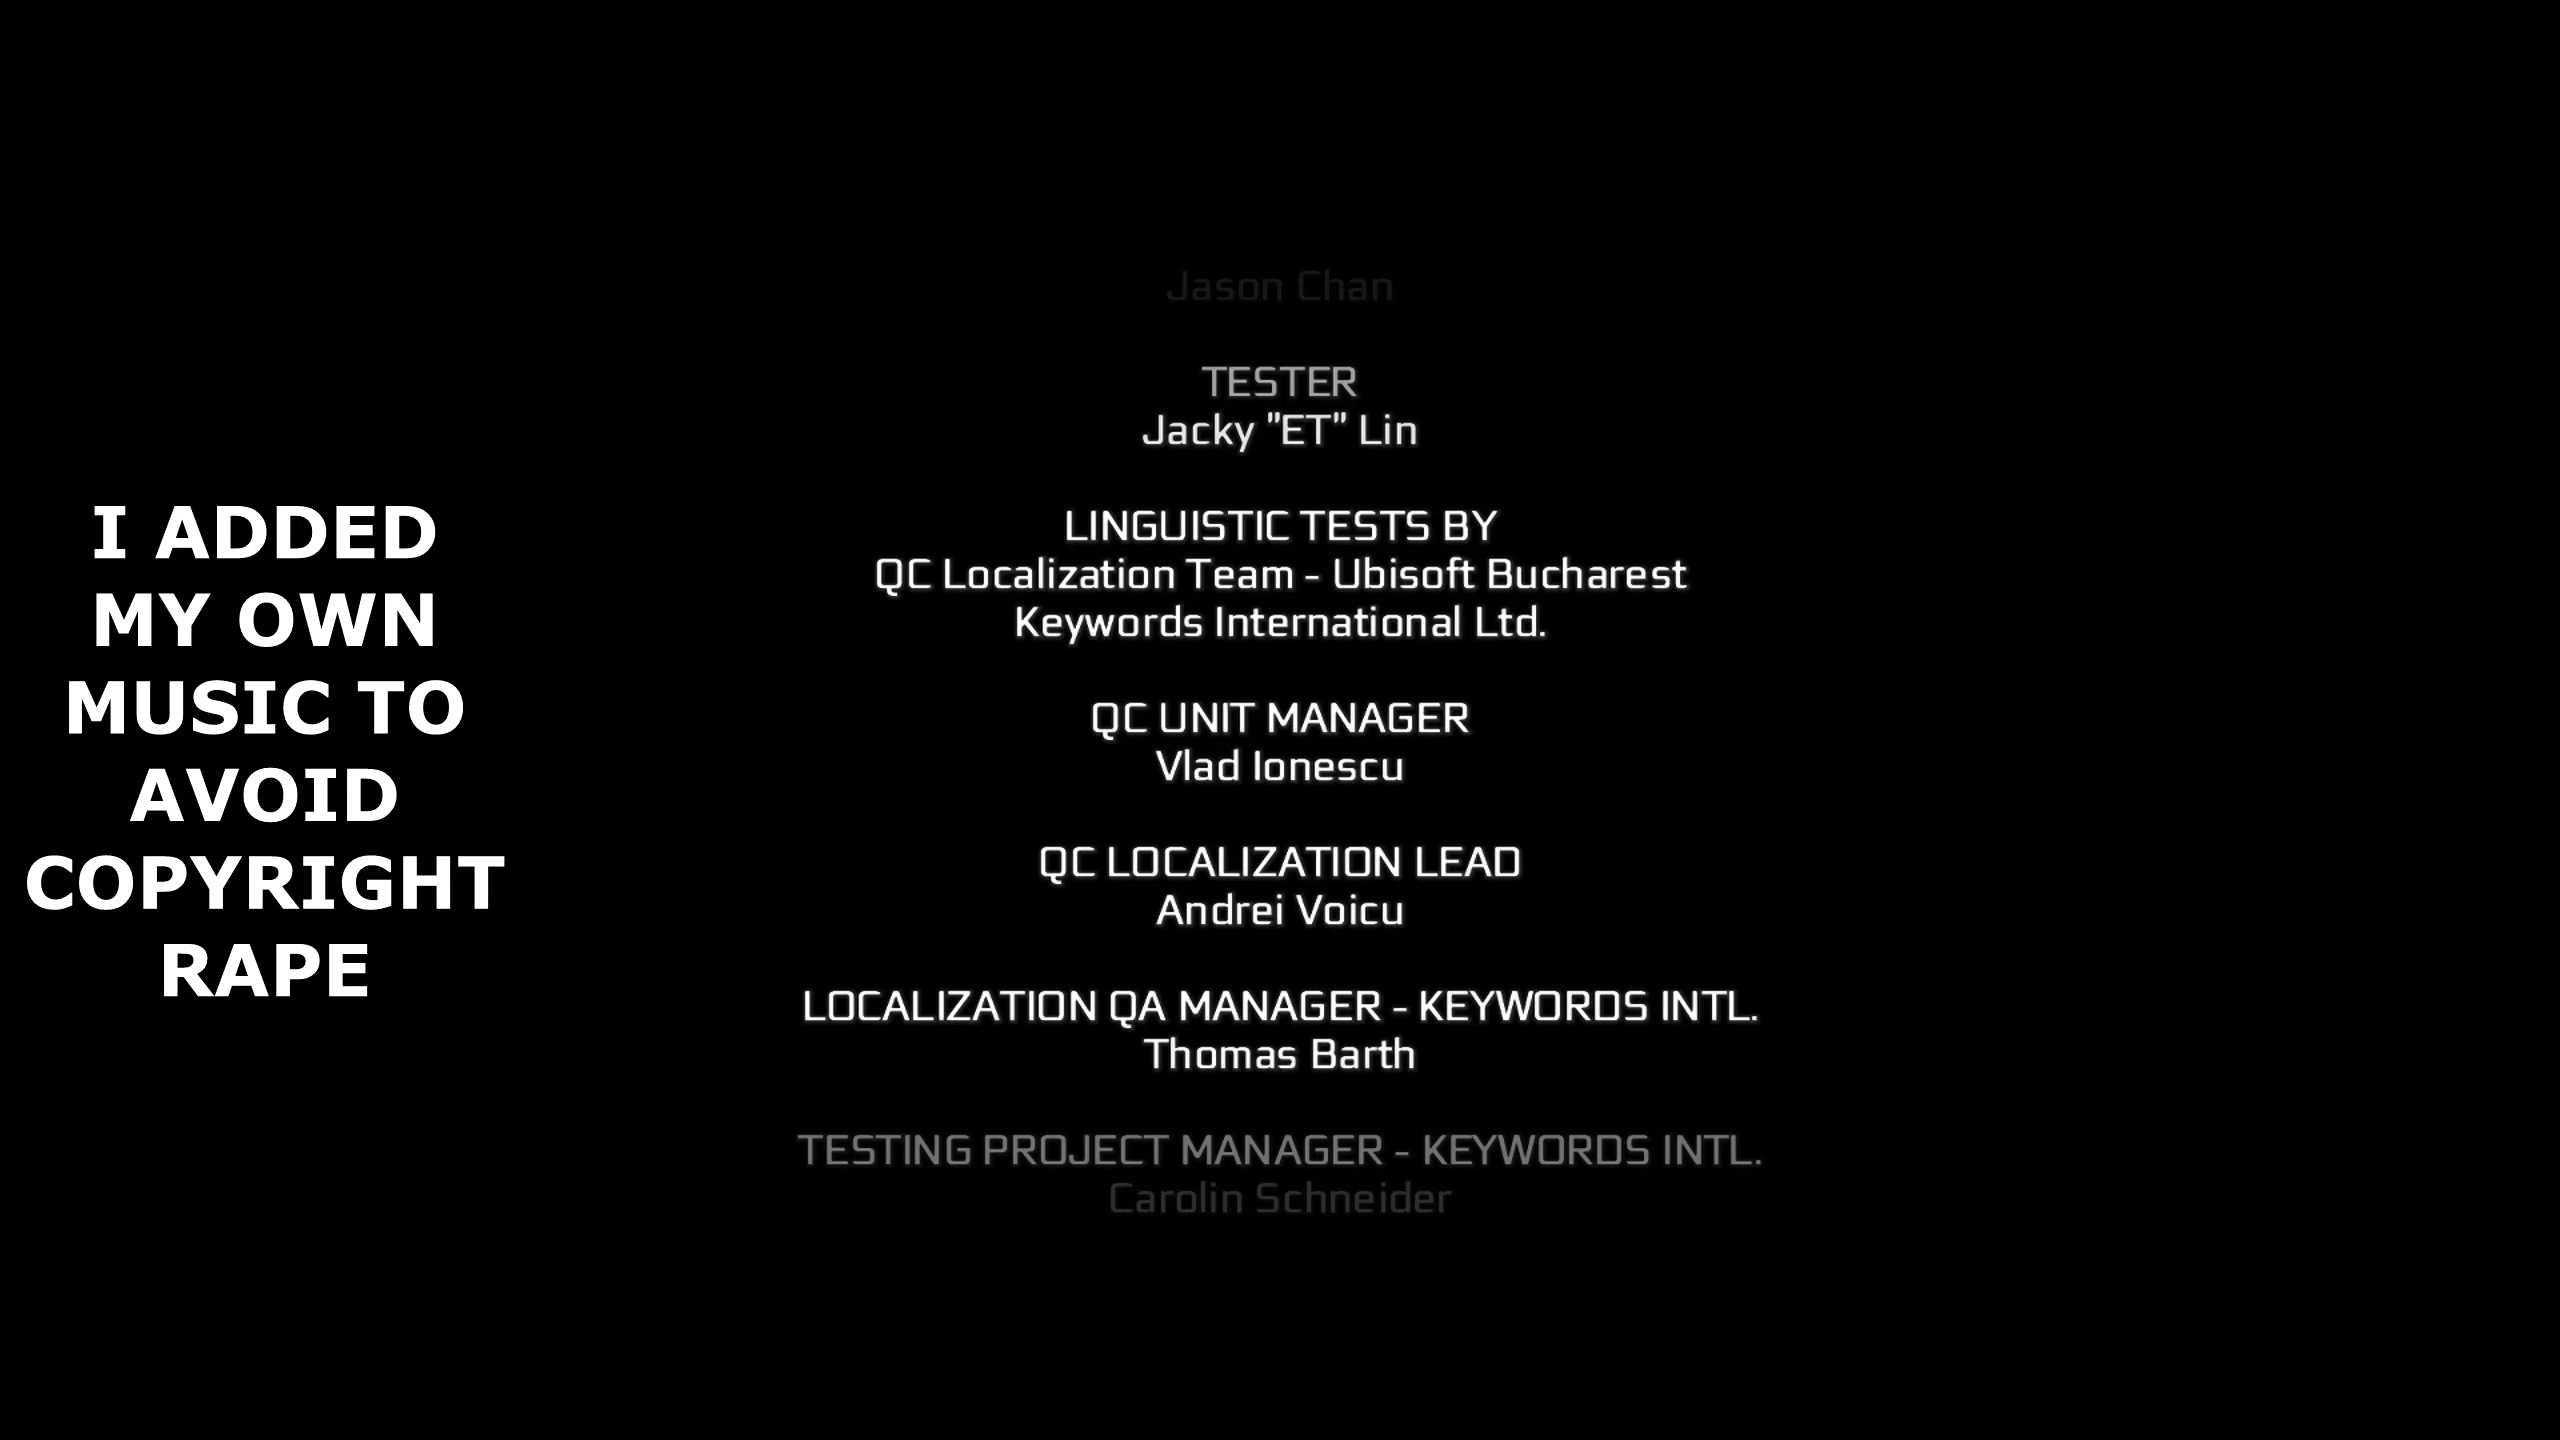 I ADDED
MY OWN
MUSIC TO
AVOID
COPYRIGHT
RAPE
Jason Chan
TESTER
Jacky "ET" Lin
LINGUISTIC TESTS BY
QC Localization Team - Ubisoft Bucharest
Keywords International Ltd.
QC UNIT MANAGER
Vlad Ionescu
QC LOCALIZATION LEAD
Andrei Voicu
LOCALIZATION QA MANAGER - KEYWORDS INTL.
Thomas Barth
TESTING PROJECT MANAGER - KEYWORDS INTL.
Carolin Schneider